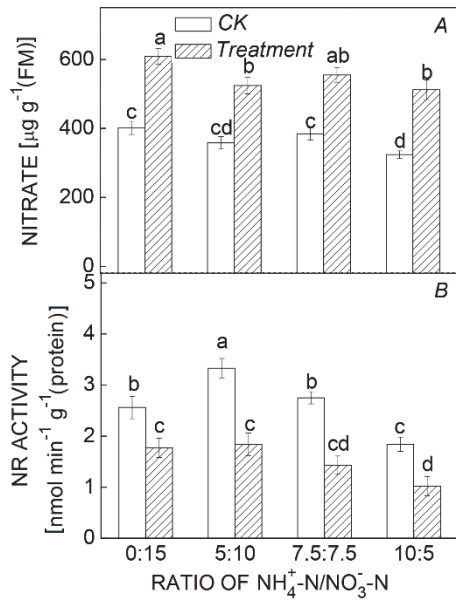 CK
A
Treatment
a
b
ab
b
c
cd
c
d
600
400
200
0
NITRATE [µg g⁻¹(FM)]
B
5
4
3
2
1
0
a
b
b
c
c
c
cd
d
NR ACTIVITY
[nmol min⁻¹ g⁻¹(protein)]
0:15 5:10 7.5:7.5 10:5
RATIO OF NH₄⁺-N/NO₃⁻-N